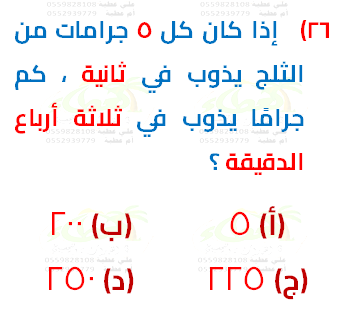 ٢٦) إذا كان كل ٥ جرامات من
الثلج يذوب في ثانية ، كم
جرامًا يذوب في ثلاثة أرباع
الدقيقة ؟
(أ) ٥ (ب) ٢٠٠
(ج) ٢٢٥ (د) ٢٥٠